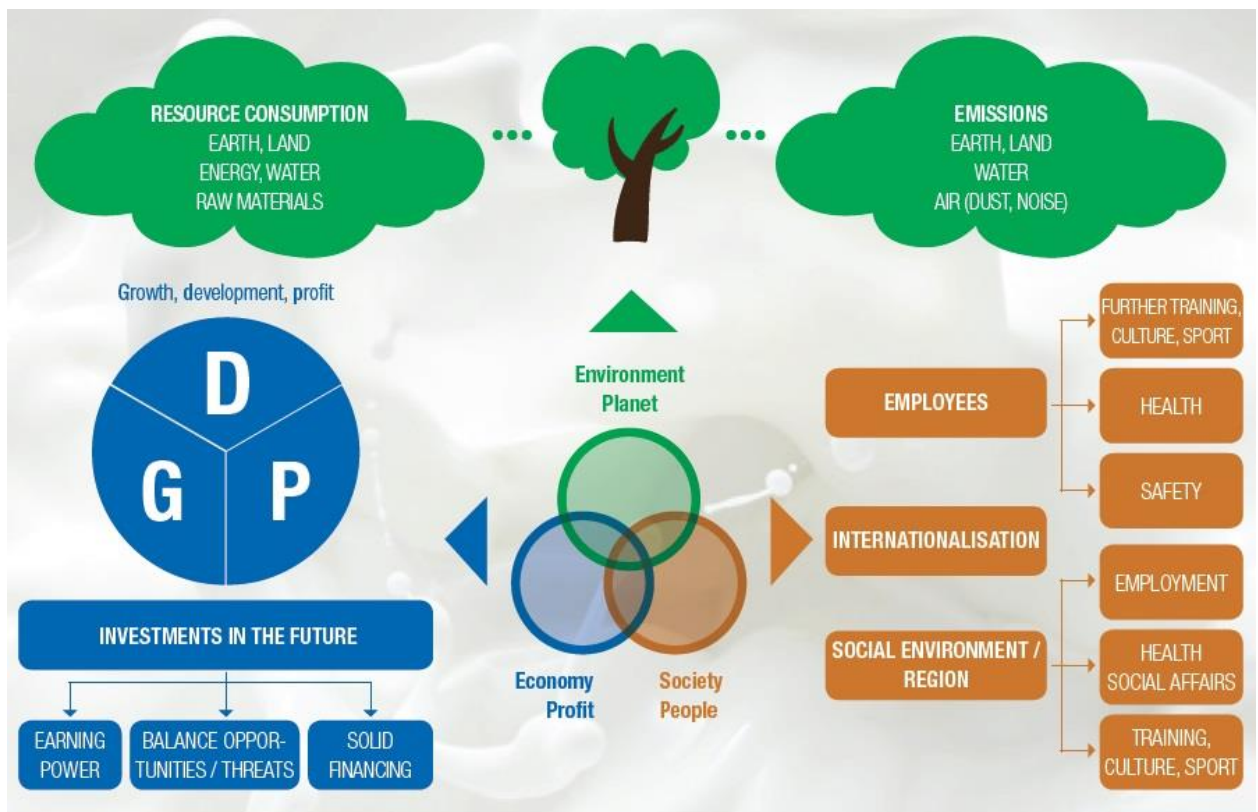 RESOURCE CONSUMPTION
EARTH, LAND
ENERGY, WATER
RAW MATERIALS
EMISSIONS
EARTH, LAND
WATER
AIR (DUST, NOISE)
Growth, development, profit
D
G
P
INVESTMENTS IN THE FUTURE
EARNING
POWER
BALANCE OPPOR-
TUNITIES / THREATS
SOLID
FINANCING
Environment
Planet
Economy
Profit
Society
People
EMPLOYEES
FURTHER TRAINING,
CULTURE, SPORT
HEALTH
SAFETY
INTERNATIONALISATION
SOCIAL ENVIRONMENT /
REGION
EMPLOYMENT
HEALTH
SOCIAL AFFAIRS
TRAINING,
CULTURE, SPORT